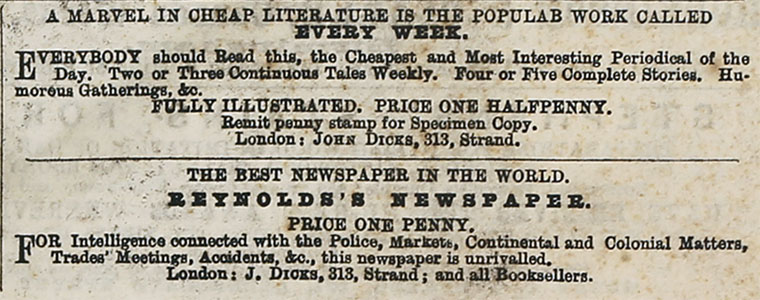 A MARVEL IN CHEAP LITERATURE IS THE POPULAB WORK CALLED
EVERY WEEK.
EVERYBODY should Read this, the Cheapest and Most Interesting Periodical of the
Day. Two or Three Continuous Tales Weekly. Four or Five Complete Stories. Hu-
morous Gatherings, &c.
FULLY ILLUSTRATED. PRICE ONE HALFPENNY.
Remit penny stamp for Specimen Copy.
London: JOHN DICKS, 313, Strand.
THE BEST NEWSPAPER IN THE WORLD.
REYNOLDS'S NEWSPAPER.
PRICE ONE PENNY.
FOR Intelligence connected with the Police, Markets, Continental and Colonial Matters,
Trades' Meetings, Accidents, &c., this newspaper is unrivalled.
London: J. DICKS, 313, Strand; and all Booksellers.